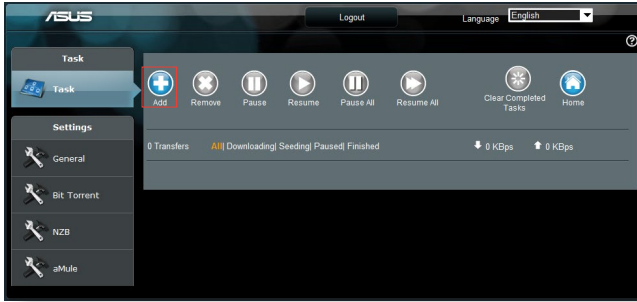 ASUS Logout Language English
Task
Task
Add Remove Pause Resume Pause All Resume All Clear Completed Tasks Home
Settings
0 Transfers All| Downloading| Seeding| Paused| Finished 0 KBps 0 KBps
General
Bit Torrent
NZB
aMule